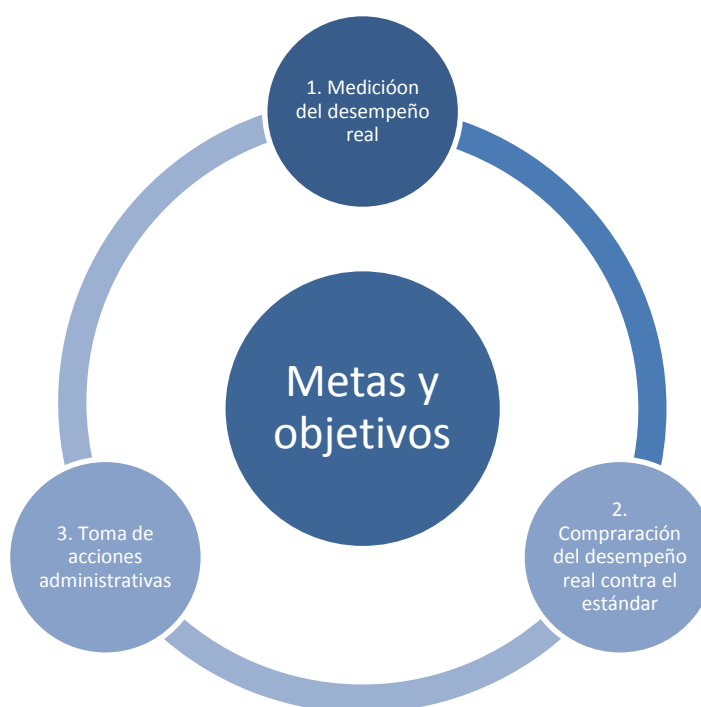 1. Medicióon
del desempeño
real
Metas y
objetivos
2.
Compraración
del desempeño
real contra el
estándar
3. Toma de
acciones
administrativas